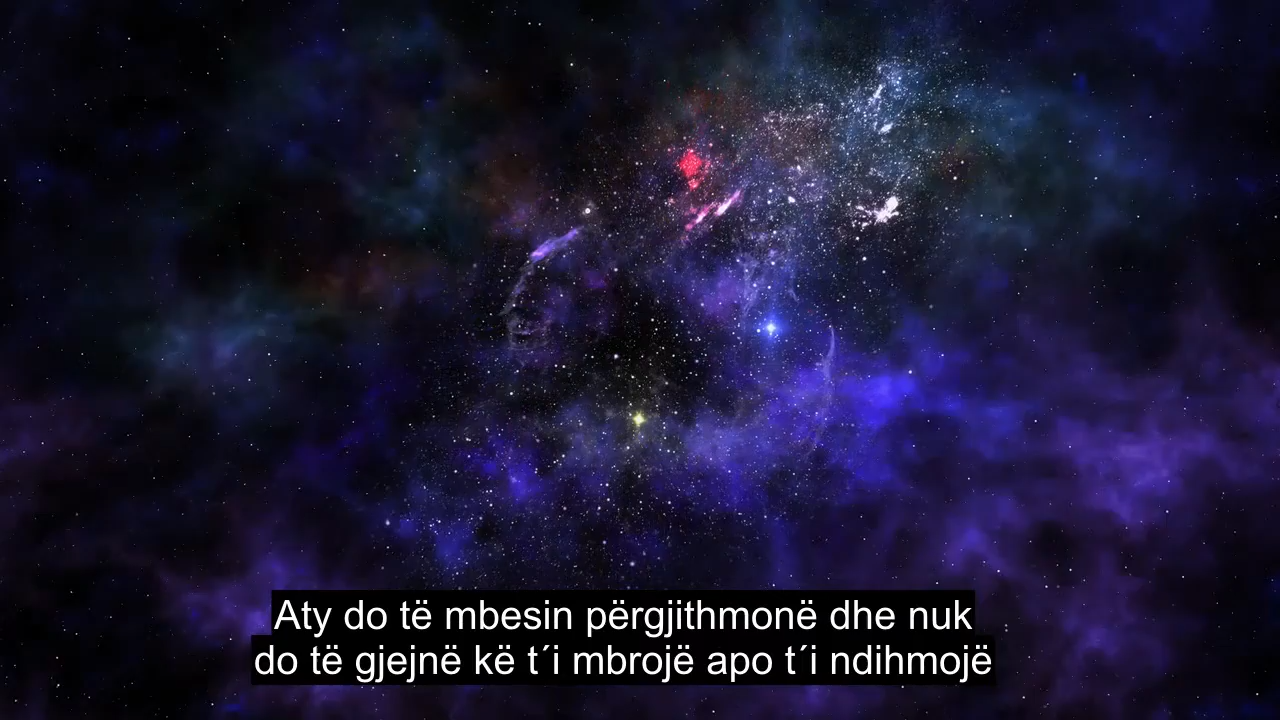 Aty do të mbesin përgjithmonë dhe nuk
do të gjejnë kë t´i mbrojë apo t´i ndihmojë